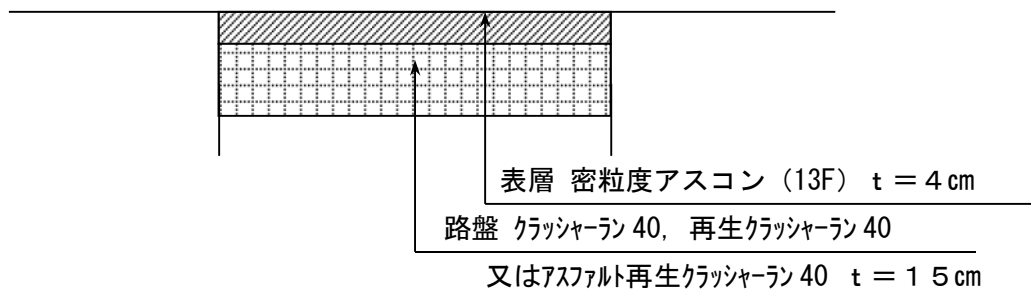 表層 密粒度アスコン（13F） ｔ＝４㎝
路盤 ｸﾗｯｼｬｰﾗﾝ 40， 再生ｸﾗｯｼｬｰﾗﾝ 40
又はｱｽﾌｧﾙﾄ再生ｸﾗｯｼｬｰﾗﾝ 40 ｔ＝１５㎝